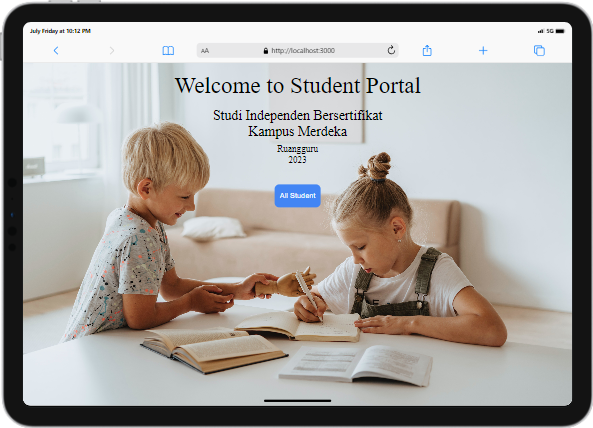 July Friday at 10:12 PM
5G
AA
http://localhost:3000
Welcome to Student Portal
Studi Independen Bersertifikat
Kampus Merdeka
Ruangguru
2023
All Student